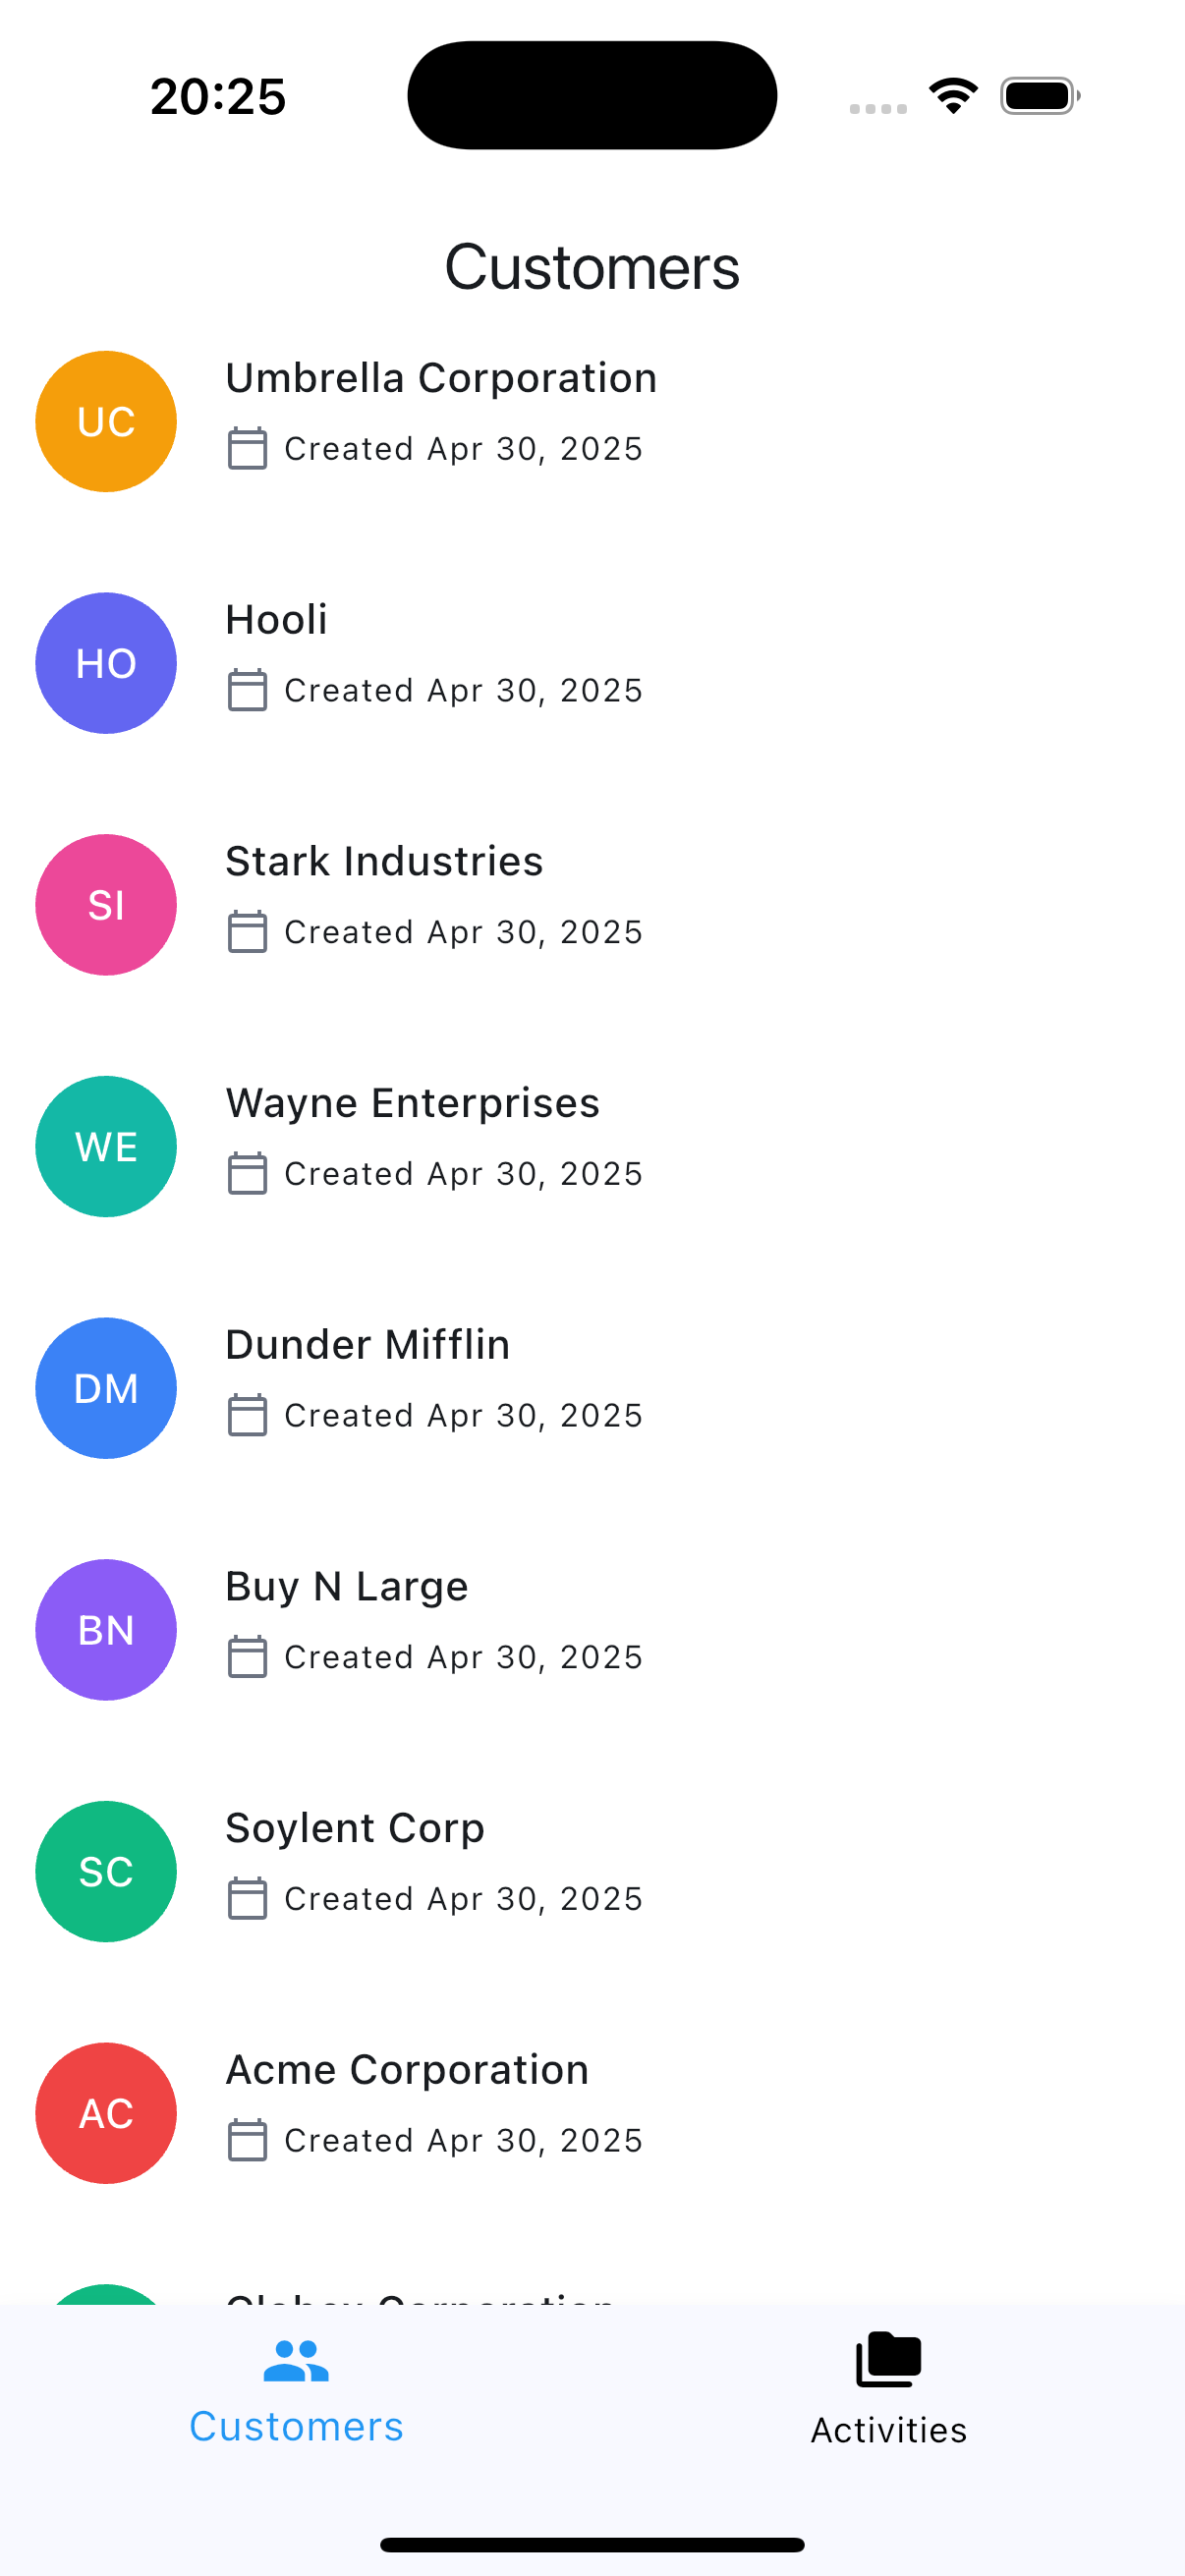 20:25
Customers
UC
Umbrella Corporation
Created Apr 30, 2025
HO
Hooli
Created Apr 30, 2025
SI
Stark Industries
Created Apr 30, 2025
WE
Wayne Enterprises
Created Apr 30, 2025
DM
Dunder Mifflin
Created Apr 30, 2025
BN
Buy N Large
Created Apr 30, 2025
SC
Soylent Corp
Created Apr 30, 2025
AC
Acme Corporation
Created Apr 30, 2025
Corporation
Customers
Activities